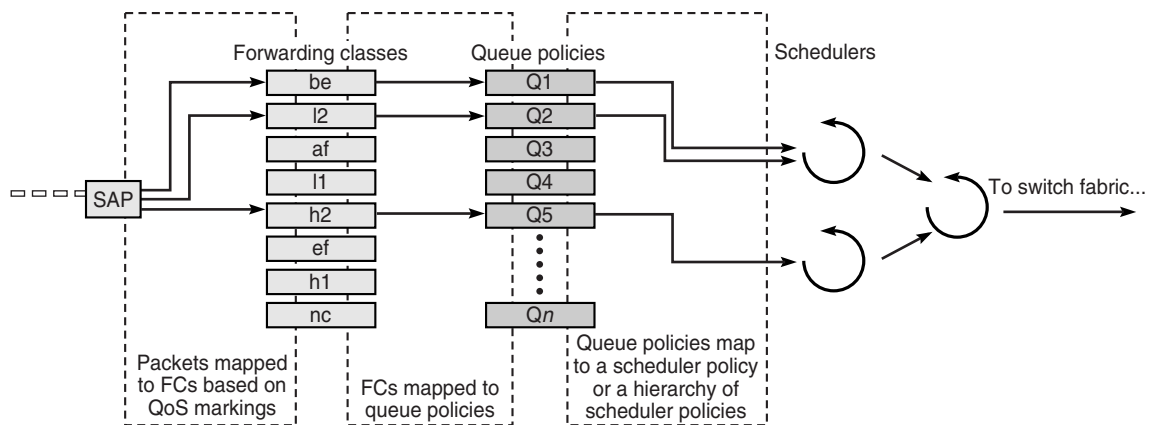 Forwarding classes
Queue policies
Schedulers
be
l2
af
l1
h2
ef
h1
nc
Q1
Q2
Q3
Q4
Q5
Qn
SAP
To switch fabric...
Packets mapped
to FCs based on
QoS markings
FCs mapped to
queue policies
Queue policies map
to a scheduler policy
or a hierarchy of
scheduler policies